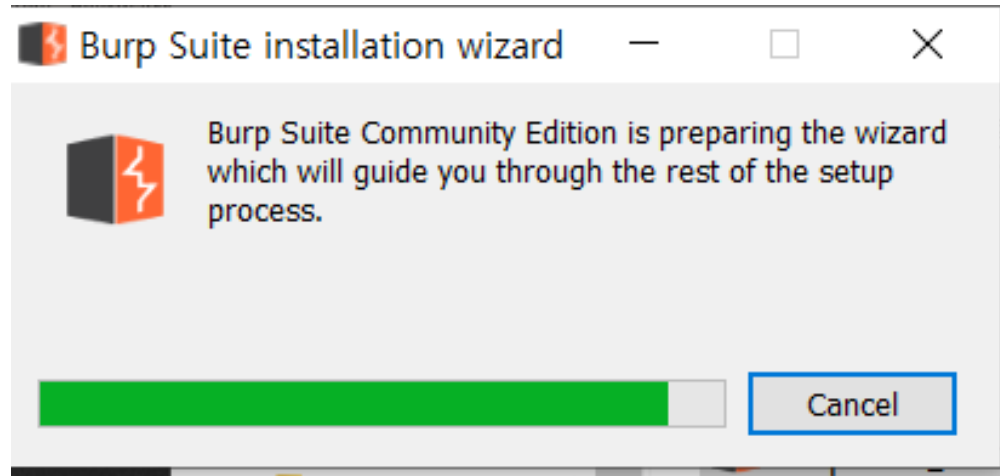 Burp Suite installation wizard
Burp Suite Community Edition is preparing the wizard
which will guide you through the rest of the setup
process.
Cancel